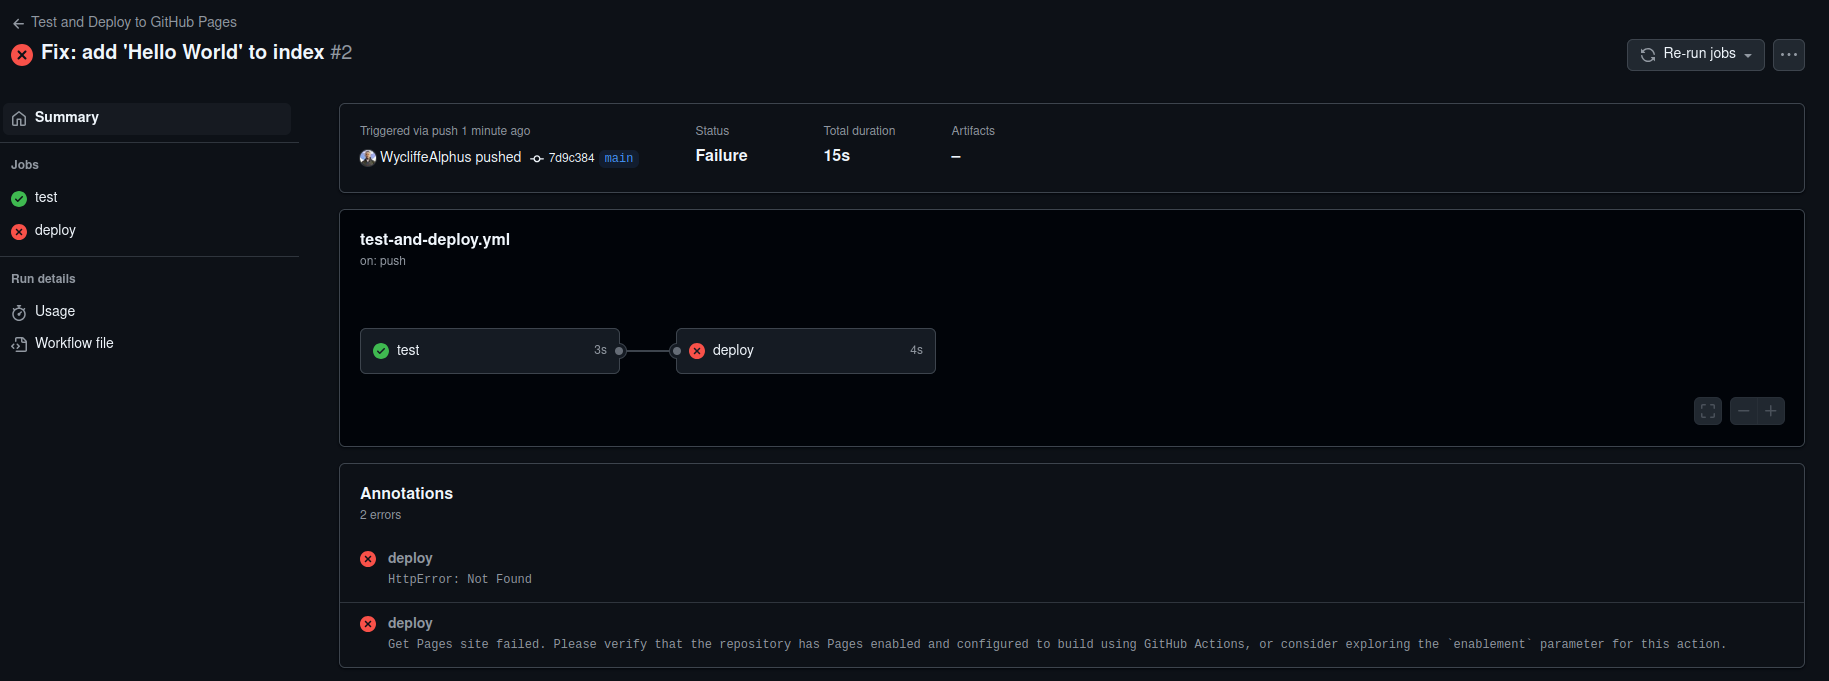 Test and Deploy to GitHub Pages
Fix: add 'Hello World' to index #2
Re-run jobs
Summary
Jobs
test
deploy
Run details
Usage
Workflow file
Triggered via push 1 minute ago
WycliffeAlphus pushed 7d9c384 main
Status
Failure
Total duration
15s
Artifacts
–
test-and-deploy.yml
on: push
test 3s
deploy 4s
Annotations
2 errors
deploy
HttpError: Not Found
deploy
Get Pages site failed. Please verify that the repository has Pages enabled and configured to build using GitHub Actions, or consider exploring the `enablement` parameter for this action.